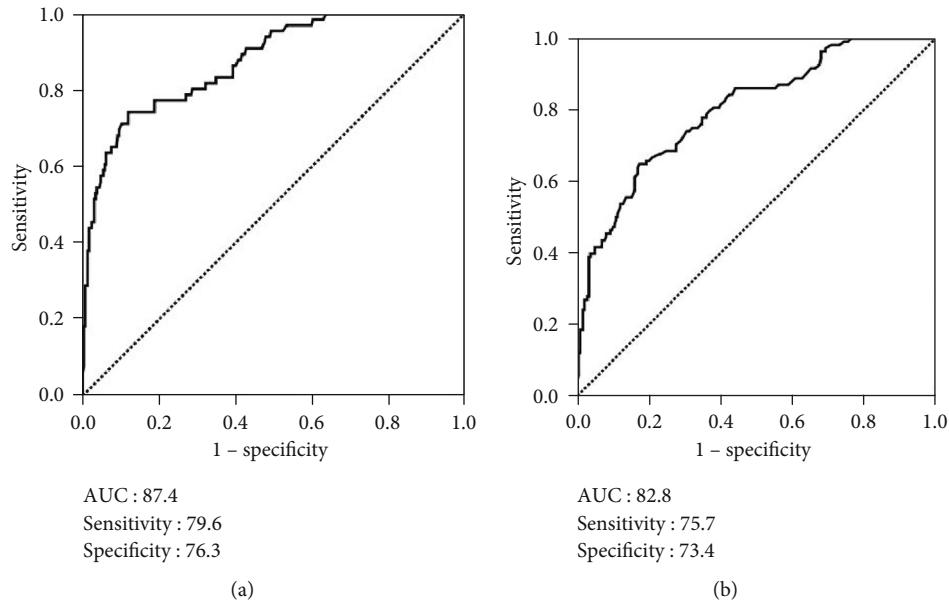 (a)
1.0
0.8
0.6
0.4
0.2
0.0
Sensitivity
0.0 0.2 0.4 0.6 0.8 1.0
1 – specificity
AUC : 87.4
Sensitivity : 79.6
Specificity : 76.3
(a)
1.0
0.8
0.6
0.4
0.2
0.0
Sensitivity
0.0 0.2 0.4 0.6 0.8 1.0
1 – specificity
AUC : 82.8
Sensitivity : 75.7
Specificity : 73.4
(b)